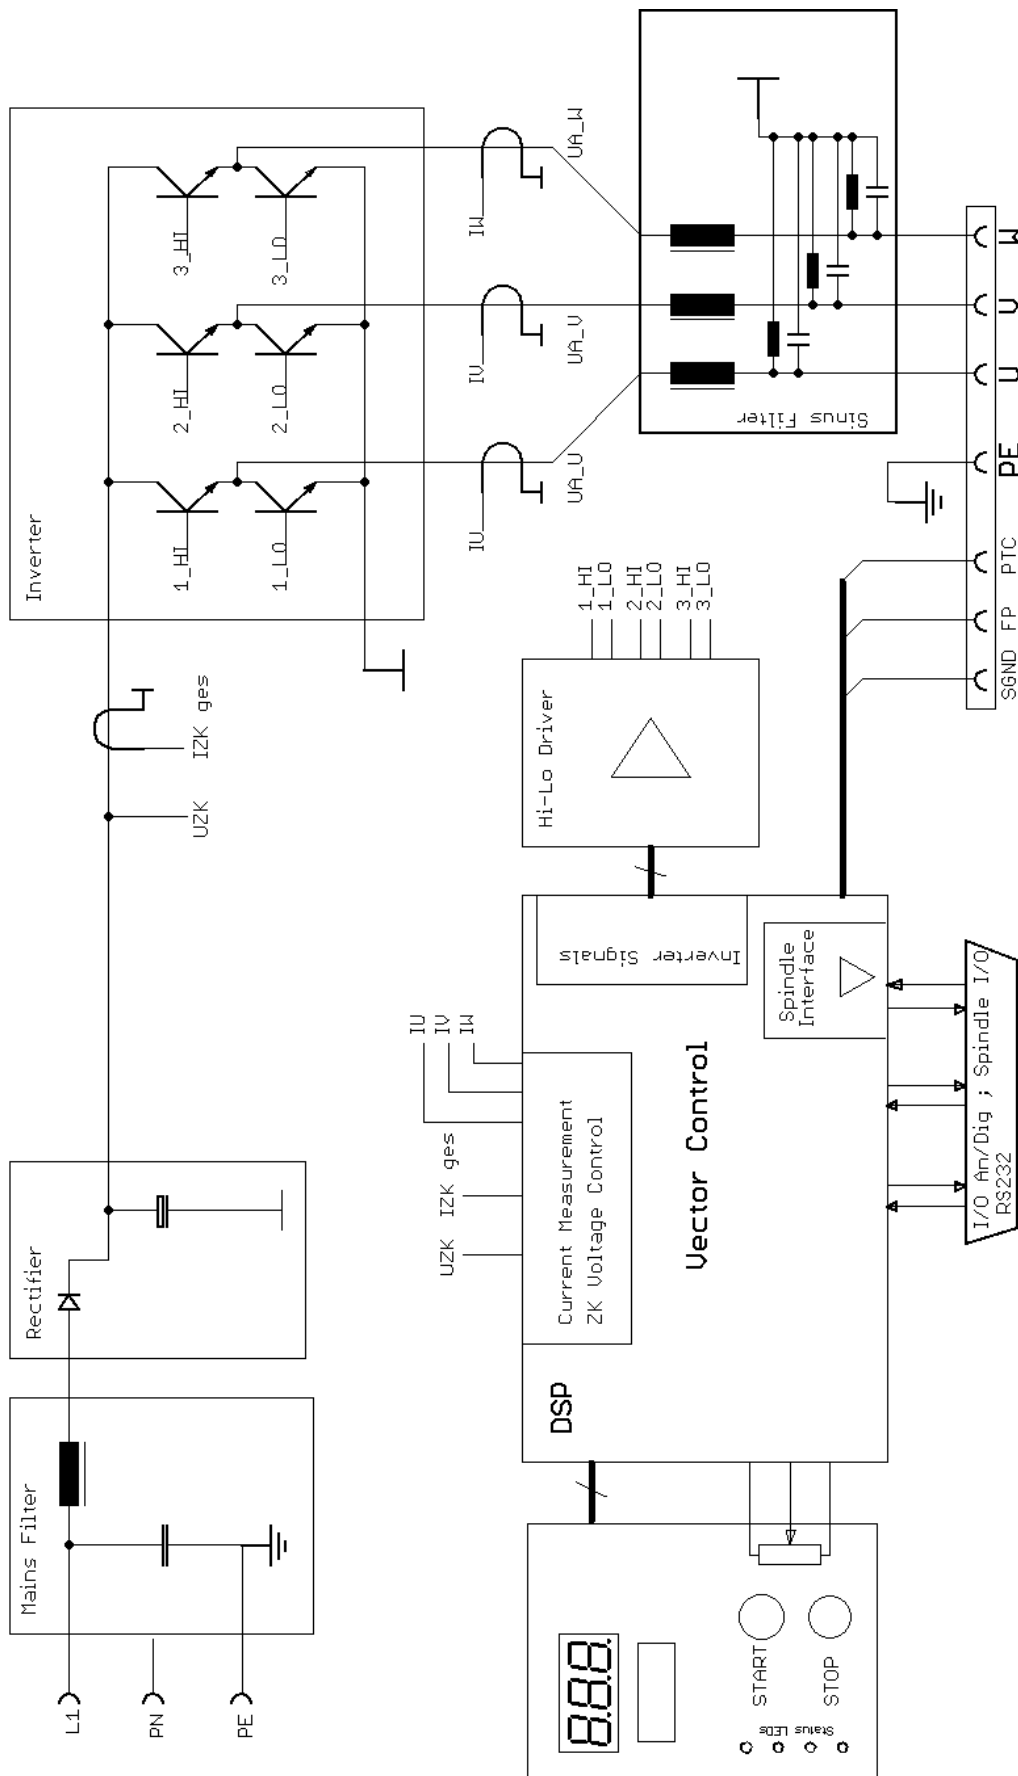 L1
PN
PE
Mains Filter
Rectifier
UZK
IZK ges
Inverter
1_HI
1_LO
2_HI
2_LO
3_HI
3_LO
IU
IV
IW
UA_U
UA_V
UA_W
Sinus Filter
W
V
U
PE
PTC
FP
SGND
Hi-Lo Driver
1_HI
1_LO
2_HI
2_LO
3_HI
3_LO
DSP
Vector Control
Current Measurement
ZK Voltage Control
UZK
IZK ges
IU
IV
IW
Inverter Signals
Spindle
Interface
I/O An/Dig ; Spindle I/O
RS232
8.8.8.
START
STOP
Status LEDs